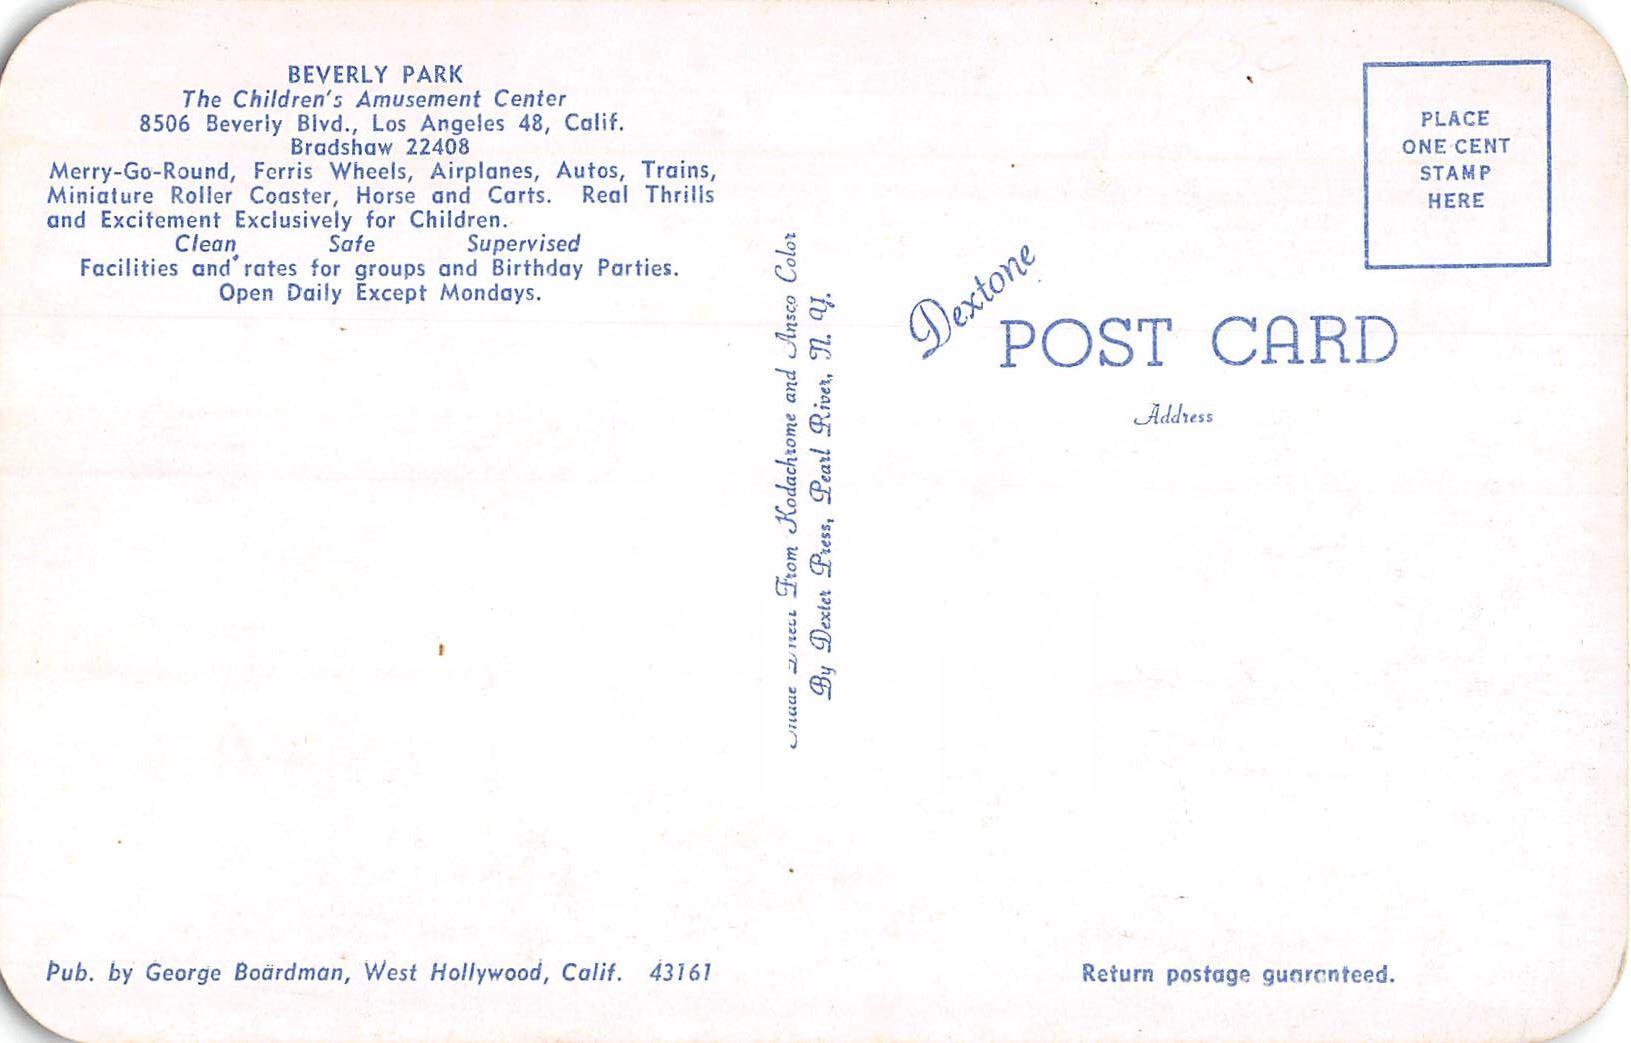 BEVERLY PARK
The Children's Amusement Center
8506 Beverly Blvd., Los Angeles 48, Calif.
Bradshaw 22408
Merry-Go-Round, Ferris Wheels, Airplanes, Autos, Trains,
Miniature Roller Coaster, Horse and Carts. Real Thrills
and Excitement Exclusively for Children.
Clean Safe Supervised
Facilities and rates for groups and Birthday Parties.
Open Daily Except Mondays.
Pub. by George Boardman, West Hollywood, Calif. 43161
From Kodachrome and Ansco Color
By Dexter Press, Pearl River, N. Y.
PLACE
ONE CENT
STAMP
HERE
Dextone
POST CARD
Address
Return postage guaranteed.
MLM